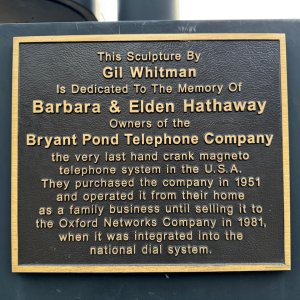 This Sculpture By
Gil Whitman
Is Dedicated To The Memory Of
Barbara & Elden Hathaway
Owners of the
Bryant Pond Telephone Company
the very last hand crank magneto
telephone system in the U.S.A.
They purchased the company in 1951
and operated it from their home
as a family business until selling it to
the Oxford Networks Company in 1981,
when it was integrated into the
national dial system.